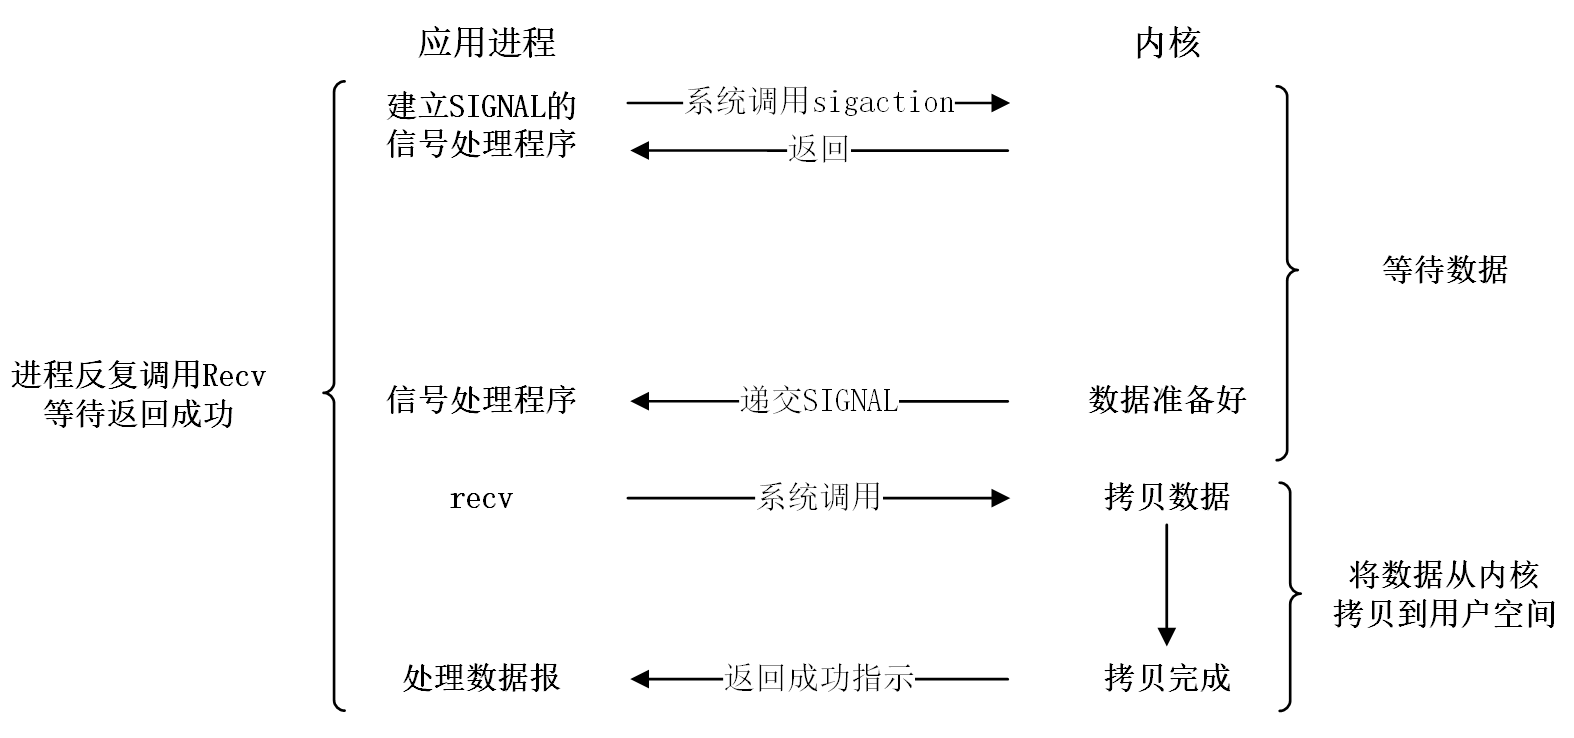 应用进程
内核
建立SIGNAL的
信号处理程序
系统调用sigaction
返回
等待数据
进程反复调用Recv
等待返回成功
信号处理程序
递交SIGNAL
数据准备好
recv
系统调用
拷贝数据
将数据从内核
拷贝到用户空间
处理数据报
返回成功指示
拷贝完成